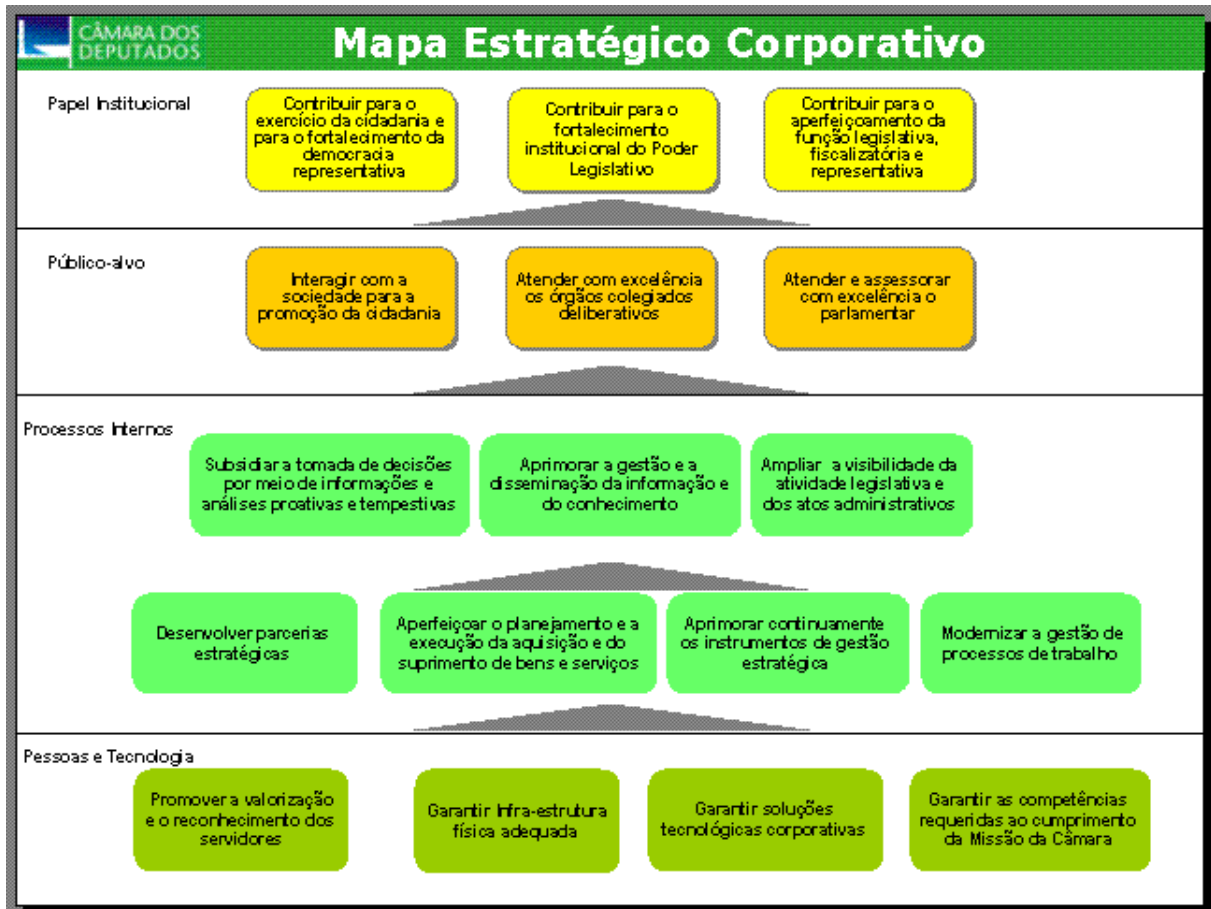 CÂMARA DOS
DEPUTADOS
Mapa Estratégico Corporativo
Papel Institucional
Contribuir para o
exercício da cidadania e
para o fortalecimento da
democracia
representativa
Contribuir para o
fortalecimento
institucional do Poder
Legislativo
Contribuir para o
aperfeiçoamento da
função legislativa,
fiscalizatória e
representativa
Público-alvo
Interagir com a
sociedade para a
promoção da cidadania
Atender com excelência
os órgãos colegiados
deliberativos
Atender e assessorar
com excelência o
parlamentar
Processos Internos
Subsidiar a tomada de decisões
por meio de informações e
análises proativas e tempestivas
Aprimorar a gestão e a
disseminação da informação e
do conhecimento
Ampliar a visibilidade da
atividade legislativa e
dos atos administrativos
Desenvolver parcerias
estratégicas
Aperfeiçoar o planejamento e a
execução da aquisição e do
suprimento de bens e serviços
Aprimorar continuamente
os instrumentos de gestão
estratégica
Modernizar a gestão de
processos de trabalho
Pessoas e Tecnologia
Promover a valorização
e o reconhecimento dos
servidores
Garantir Infra-estrutura
física adequada
Garantir soluções
tecnológicas corporativas
Garantir as competências
requeridas ao cumprimento
da Missão da Câmara